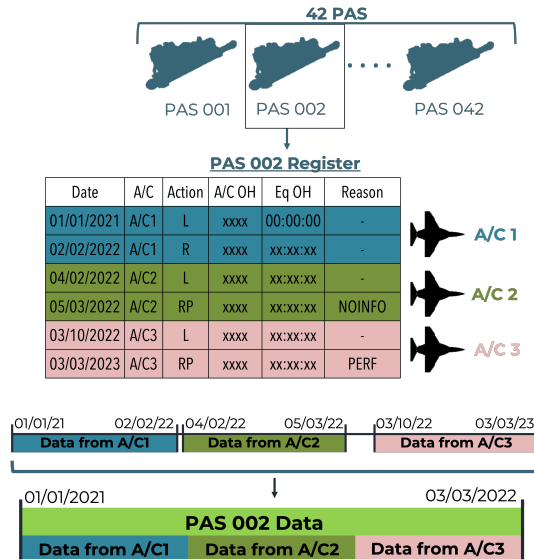 42 PAS
PAS 001 PAS 002 PAS 042
PAS 002 Register
Date A/C Action A/C OH Eq OH Reason
01/01/2021 A/C1 L xxxx 00:00:00 -
02/02/2022 A/C1 R xxxx xx:xx:xx -
A/C 1
04/02/2022 A/C2 L xxxx xx:xx:xx -
05/03/2022 A/C2 RP xxxx xx:xx:xx NOINFO
A/C 2
03/10/2022 A/C3 L xxxx xx:xx:xx -
03/03/2023 A/C3 RP xxxx xx:xx:xx PERF
A/C 3
01/01/21 02/02/22 04/02/22 05/03/22 03/10/22 03/03/23
Data from A/C1 Data from A/C2 Data from A/C3
01/01/2021 03/03/2022
PAS 002 Data
Data from A/C1 Data from A/C2 Data from A/C3